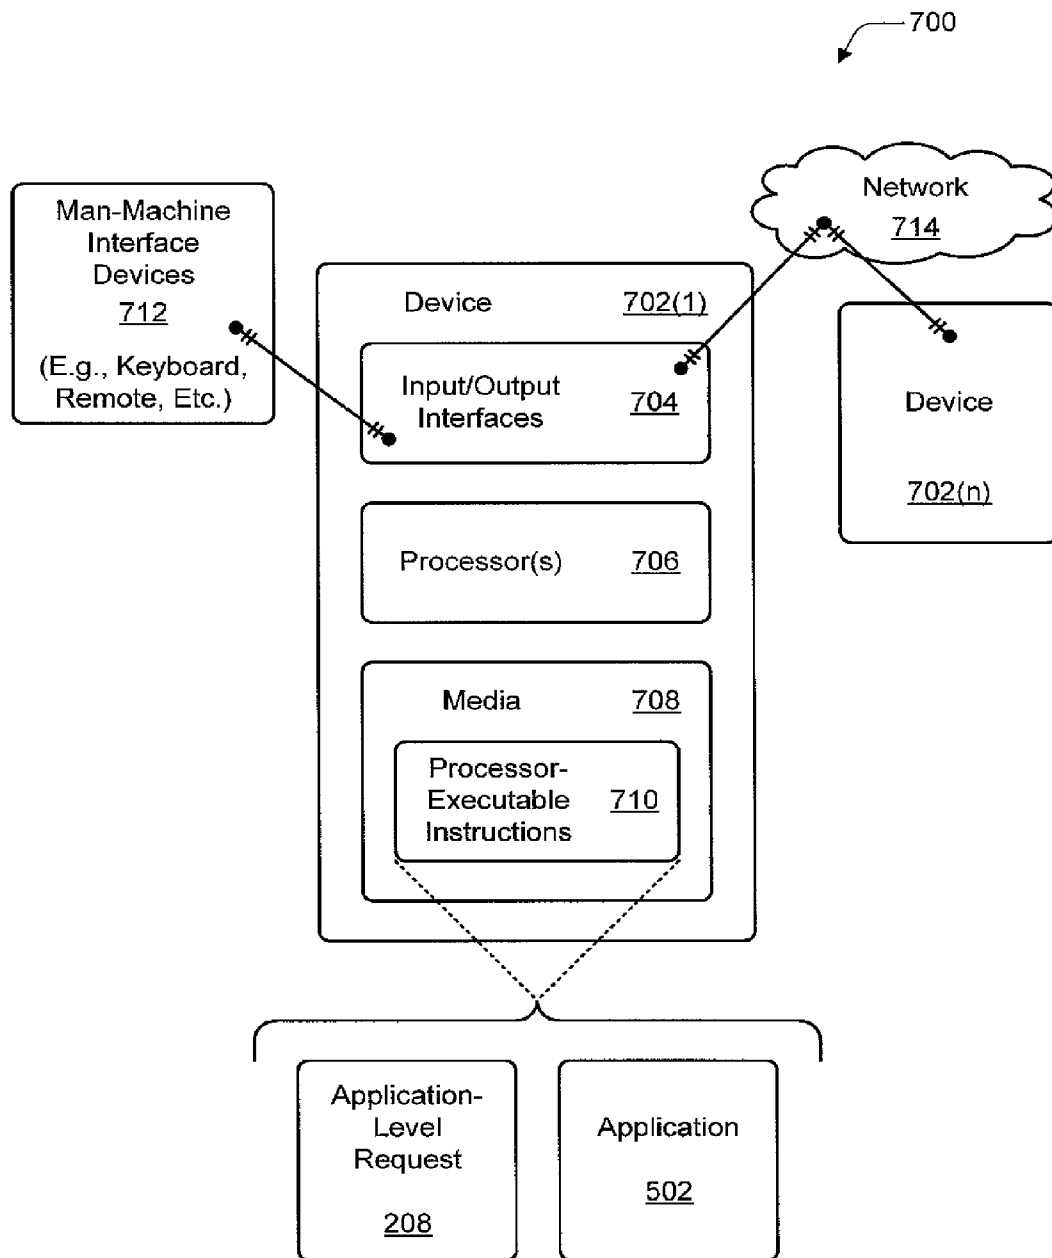 700
Network
714
Man-Machine
Interface
Devices
712
(E.g., Keyboard,
Remote, Etc.)
Device 702(1)
Input/Output
Interfaces
704
Device
702(n)
Processor(s) 706
Media 708
Processor-
Executable
Instructions
710
Application-
Level
Request
208
Application
502